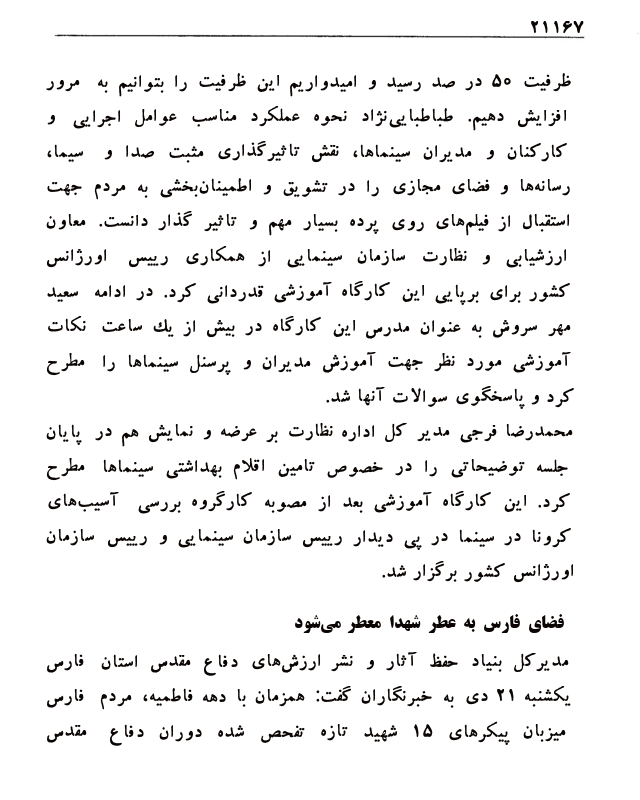 ۲۱۱۶۷
ظرفیت ۵۰ در صد رسید و امیدواریم این ظرفیت را بتوانیم به مرور
افزایش دهیم. طباطبایی‌نژاد نحوه عملکرد مناسب عوامل اجرایی و
کارکنان و مدیران سینماها، نقش تاثیرگذاری مثبت صدا و سیما،
رسانه‌ها و فضای مجازی را در تشویق و اطمینان‌بخشی به مردم جهت
استقبال از فیلم‌های روی پرده بسیار مهم و تاثیر گذار دانست. معاون
ارزشیابی و نظارت سازمان سینمایی از همکاری رییس اورژانس
کشور برای برپایی این کارگاه آموزشی قدردانی کرد. در ادامه سعید
مهر سروش به عنوان مدرس این کارگاه در بیش از یك ساعت نکات
آموزشی مورد نظر جهت آموزش مدیران و پرسنل سینماها را مطرح
کرد و پاسخگوی سوالات آنها شد.
محمدرضا فرجی مدیر کل اداره نظارت بر عرضه و نمایش هم در پایان
جلسه توضیحاتی را در خصوص تامین اقلام بهداشتی سینماها مطرح
کرد. این کارگاه آموزشی بعد از مصوبه کارگروه بررسی آسیب‌های
کرونا در سینما در پی دیدار رییس سازمان سینمایی و رییس سازمان
اورژانس کشور برگزار شد.
فضای فارس به عطر شهدا معطر می‌شود
مدیرکل بنیاد حفظ آثار و نشر ارزش‌های دفاع مقدس استان فارس
یکشنبه ۲۱ دی به خبرنگاران گفت: همزمان با دهه فاطمیه، مردم فارس
میزبان پیکرهای ۱۵ شهید تازه تفحص شده دوران دفاع مقدس